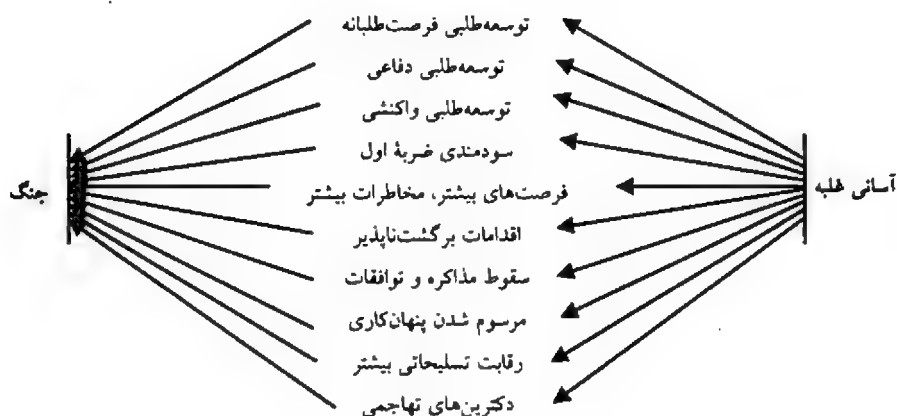 توسعه‌طلبی فرصت‌طلبانه
توسعه‌طلبی دفاعی
توسعه‌طلبی واکنشی
سودمندی ضربهٔ اول
آسانی غلبه
فرصت‌های بیشتر، مخاطرات بیشتر
جنگ
اقدامات برگشت‌ناپذیر
سقوط مذاکره و توافقات
مرسوم شدن پنهان‌کاری
رقابت تسلیحاتی بیشتر
دکترین‌های تهاجمی